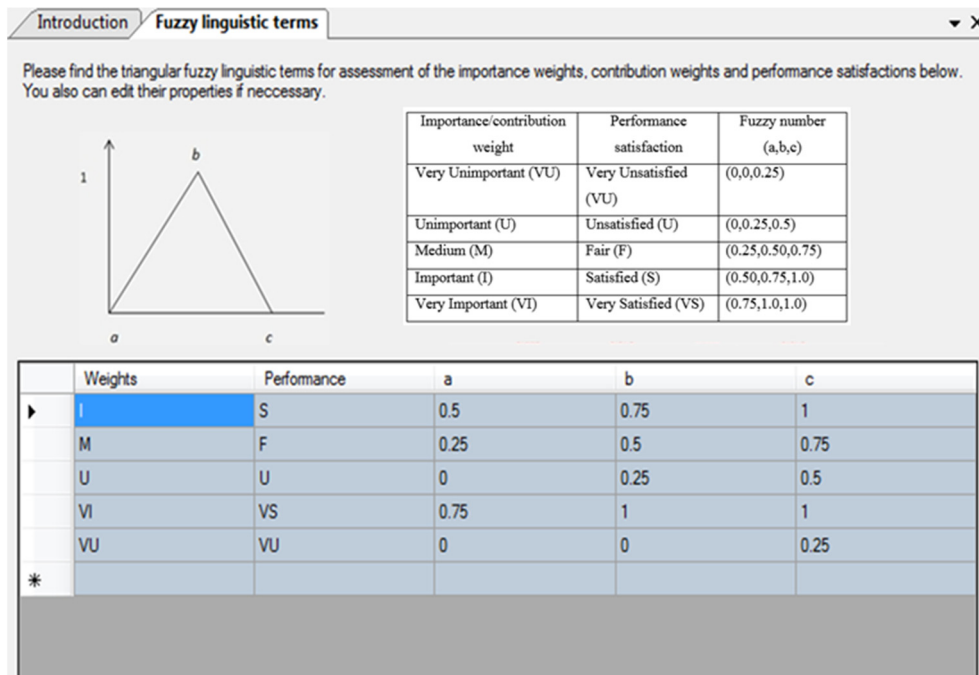 Introduction
Fuzzy linguistic terms
Please find the triangular fuzzy linguistic terms for assessment of the importance weights, contribution weights and performance satisfactions below.
You also can edit their properties if neccessary.
1
b
a
c
Importance/contribution weight Performance satisfaction Fuzzy number (a,b,c)
Very Unimportant (VU) Very Unsatisfied (VU) (0,0,0.25)
Unimportant (U) Unsatisfied (U) (0,0.25,0.5)
Medium (M) Fair (F) (0.25,0.50,0.75)
Important (I) Satisfied (S) (0.50,0.75,1.0)
Very Important (VI) Very Satisfied (VS) (0.75,1.0,1.0)
Weights Performance a b c
I S 0.5 0.75 1
M F 0.25 0.5 0.75
U U 0 0.25 0.5
VI VS 0.75 1 1
VU VU 0 0 0.25